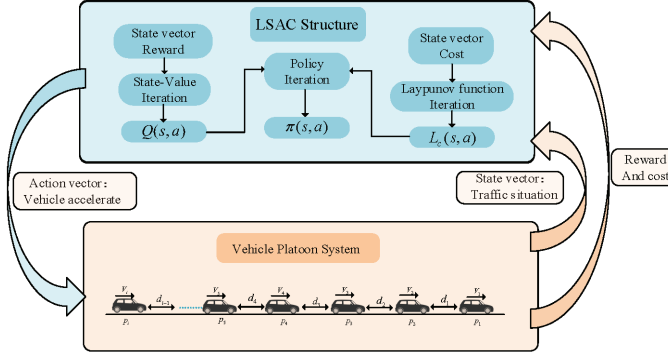 LSAC Structure
State vector
Reward
State-Value
Iteration
Q(s,a)
Policy
Iteration
π(s,a)
State vector
Cost
Laypunov function
Iteration
L_c(s,a)
Action vector：
Vehicle accelerate
State vector：
Traffic situation
Reward
And cost
Vehicle Platoon System
V_i V_5 V_4 V_3 V_2 V_1
d_{i-1} d_4 d_3 d_2 d_1
p_i p_5 p_4 p_3 p_2 p_1